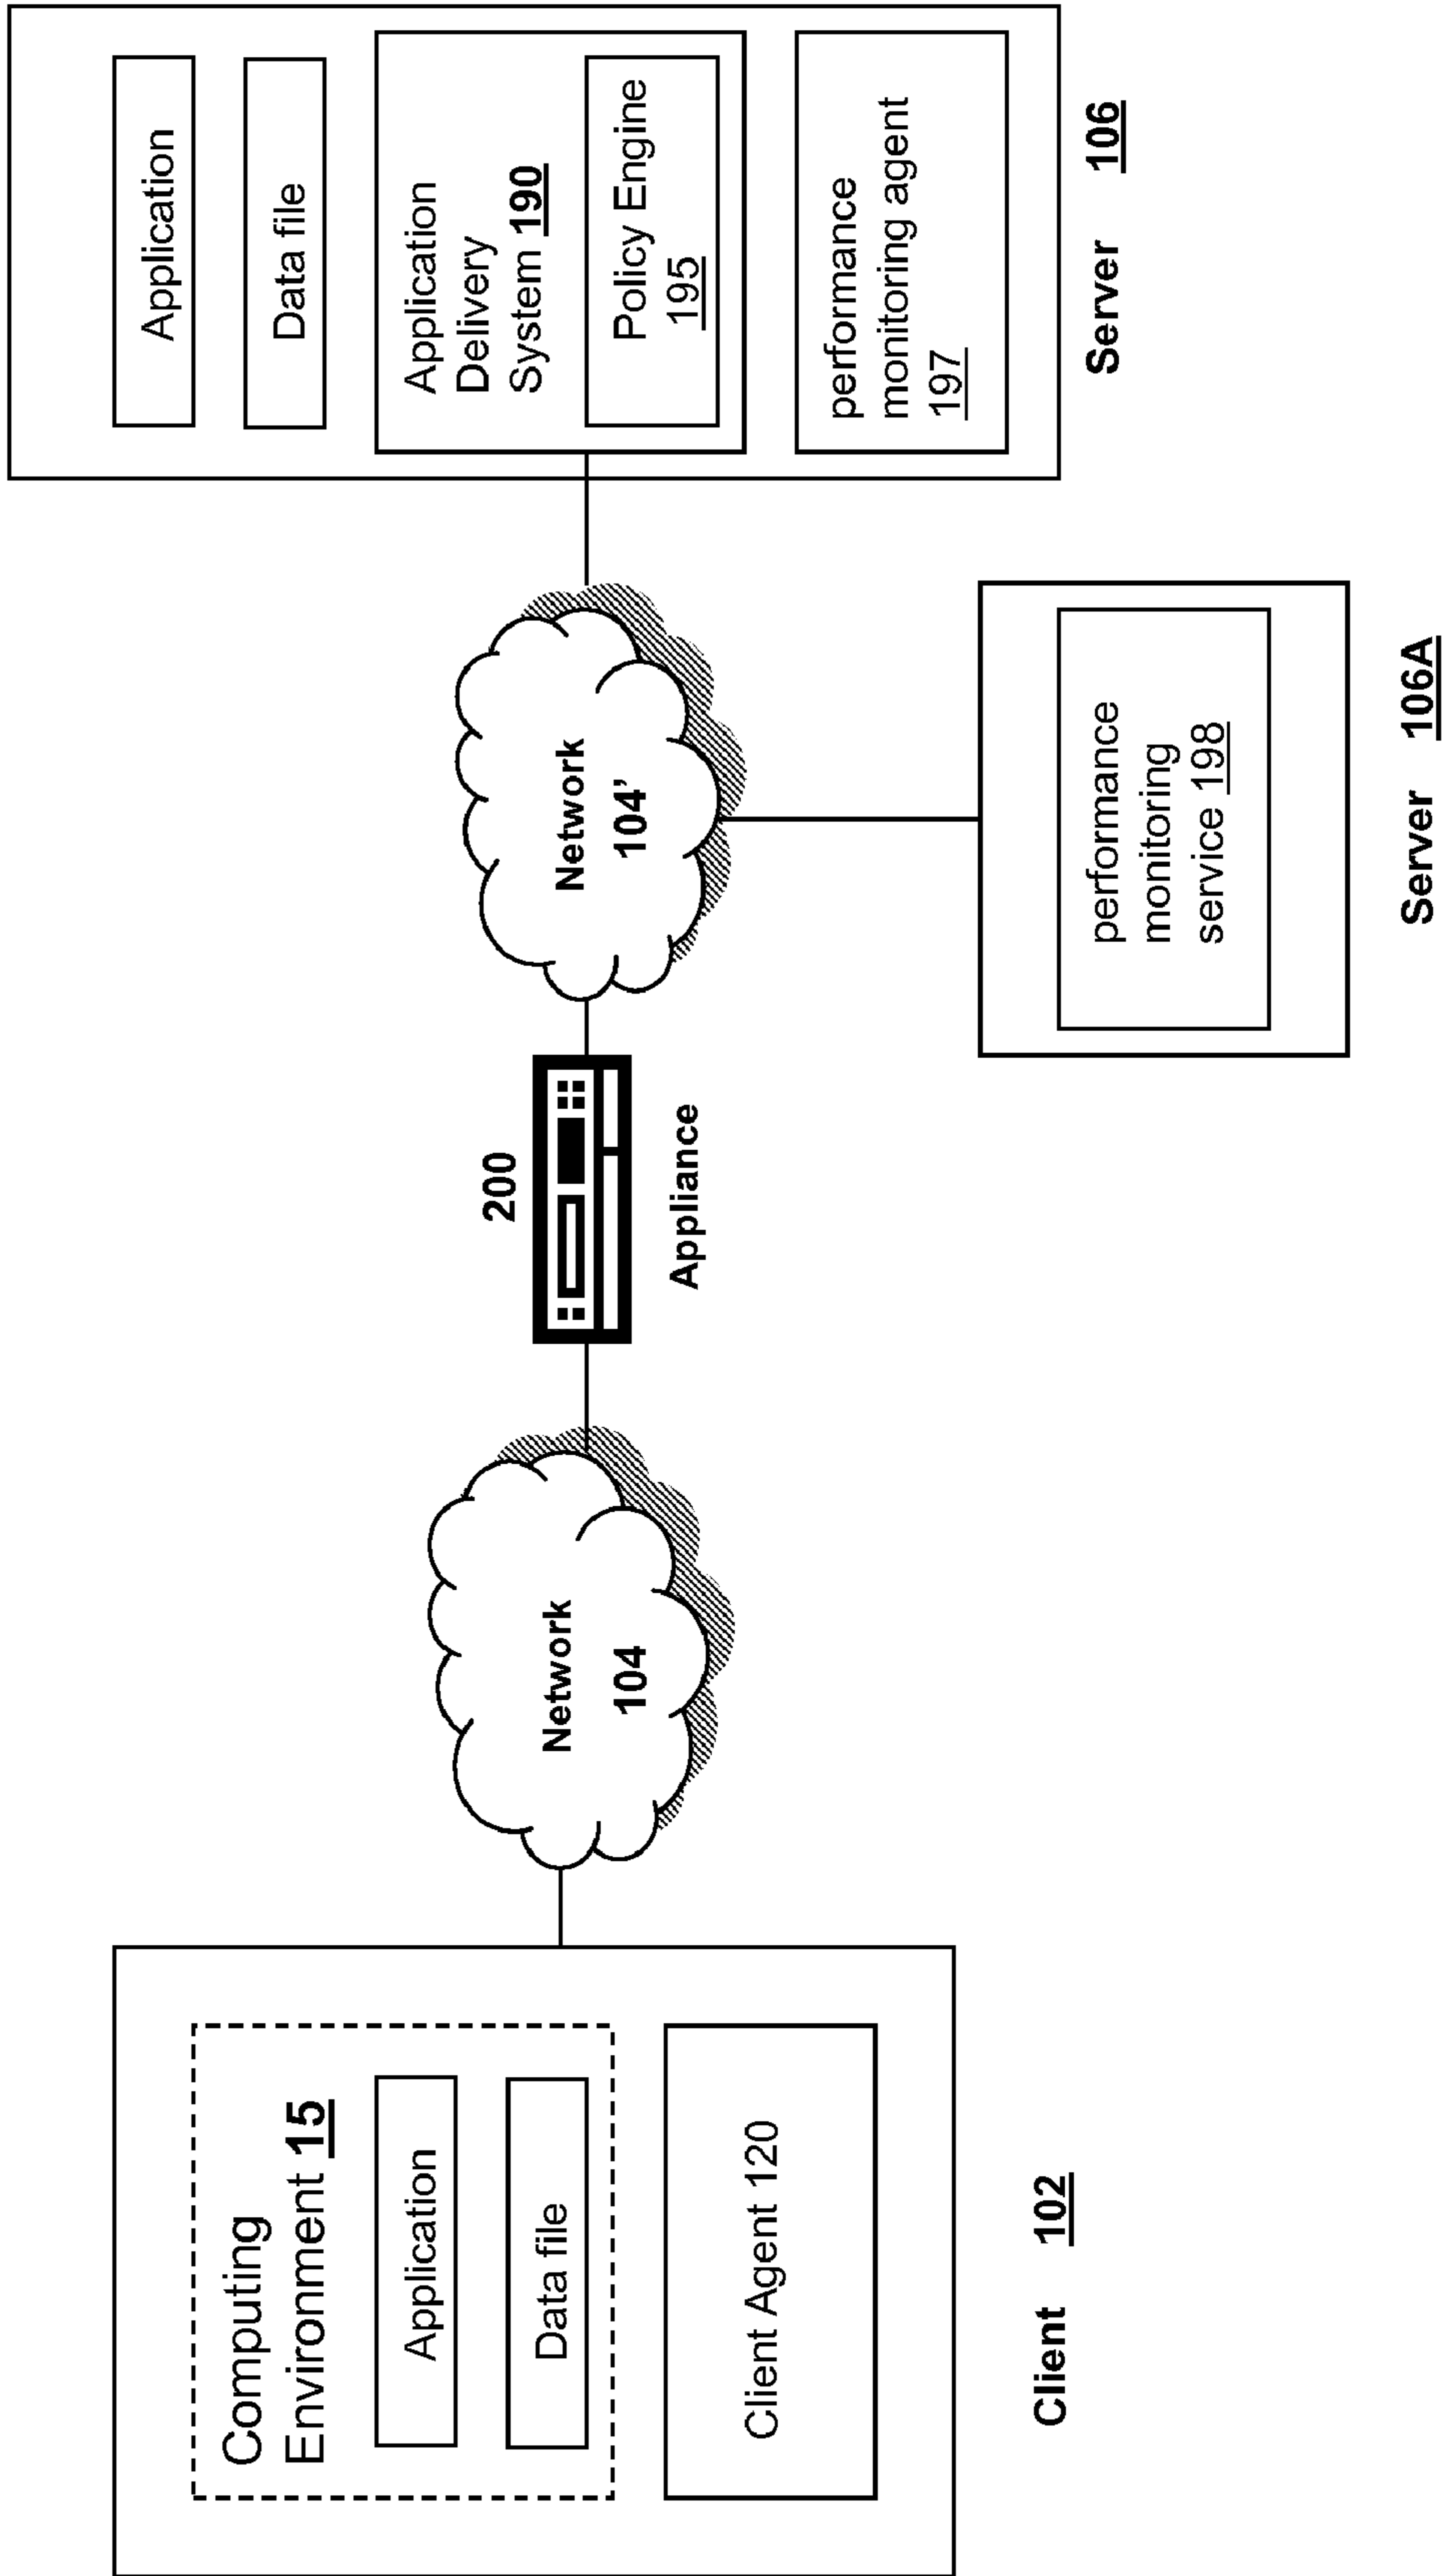 Computing
Environment 15
Application
Data file
Client Agent 120
Client 102
Network
104
200
Appliance
Network
104’
performance
monitoring
service 198
Server 106A
Application
Data file
Application
Delivery
System 190
Policy Engine
195
performance
monitoring agent
197
Server 106